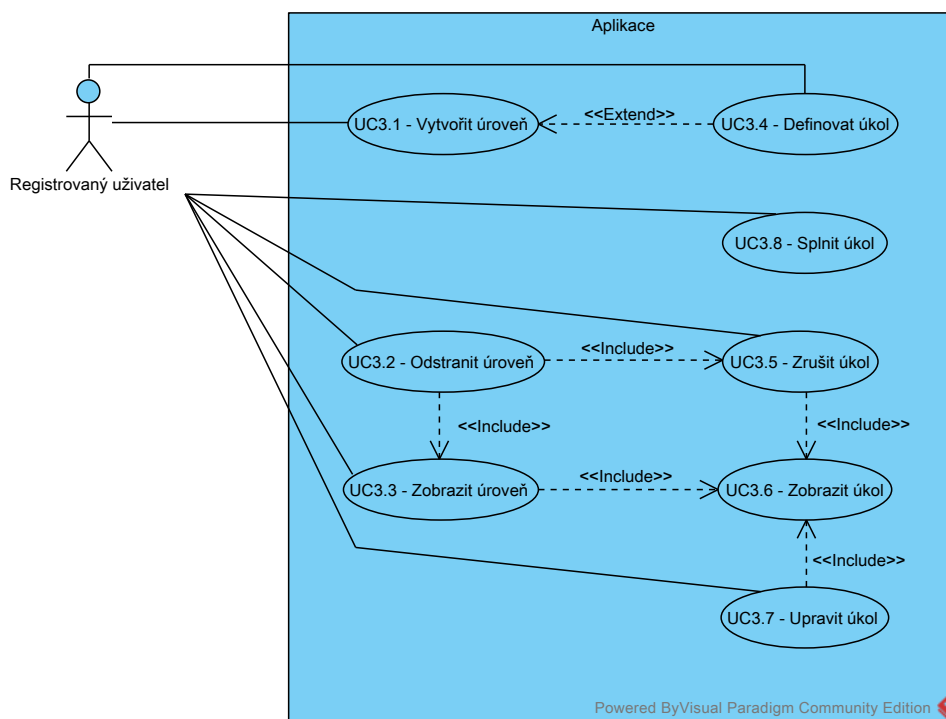 Aplikace
UC3.1 - Vytvořit úroveň
<<Extend>>
UC3.4 - Definovat úkol
Registrovaný uživatel
UC3.8 - Splnit úkol
UC3.2 - Odstranit úroveň
<<Include>>
UC3.5 - Zrušit úkol
<<Include>>
<<Include>>
UC3.3 - Zobrazit úroveň
<<Include>>
UC3.6 - Zobrazit úkol
<<Include>>
UC3.7 - Upravit úkol
Powered ByVisual Paradigm Community Edition